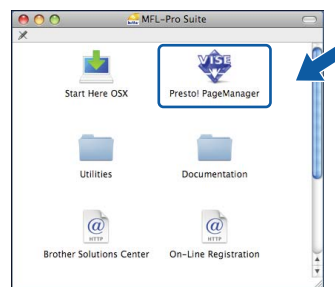 MFL-Pro Suite
VISE
Start Here OSX
Presto! PageManager
Utilities
Documentation
@
HTTP
@
HTTP
Brother Solutions Center
On-Line Registration